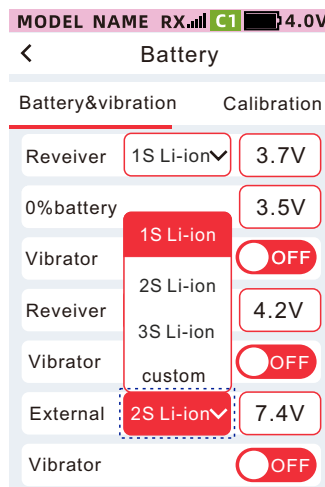 MODEL NAME RX C1 4.0V
Battery
Battery&vibration Calibration
Reveiver 1S Li-ion 3.7V
0%battery 3.5V
1S Li-ion
Vibrator OFF
2S Li-ion
Reveiver 4.2V
3S Li-ion
Vibrator OFF
custom
External 2S Li-ion 7.4V
Vibrator OFF